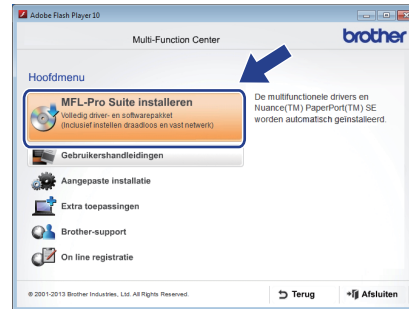 Adobe Flash Player 10
Multi-Function Center
brother
Hoofdmenu
MFL-Pro Suite installeren
Volledig driver- en softwarepakket
(Inclusief instellen draadloos en vast netwerk)
De multifunctionele drivers en
Nuance(TM) PaperPort(TM) SE
worden automatisch geïnstalleerd.
Gebruikershandleidingen
Aangepaste installatie
Extra toepassingen
Brother-support
On line registratie
© 2001-2013 Brother Industries, Ltd. All Rights Reserved.
Terug
Afsluiten